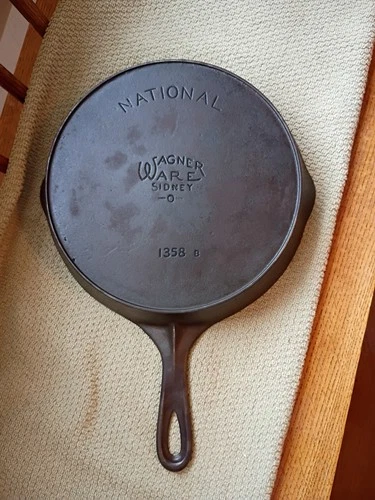 NATIONAL
WAGNER
WARE
SIDNEY
-O-
1358 B